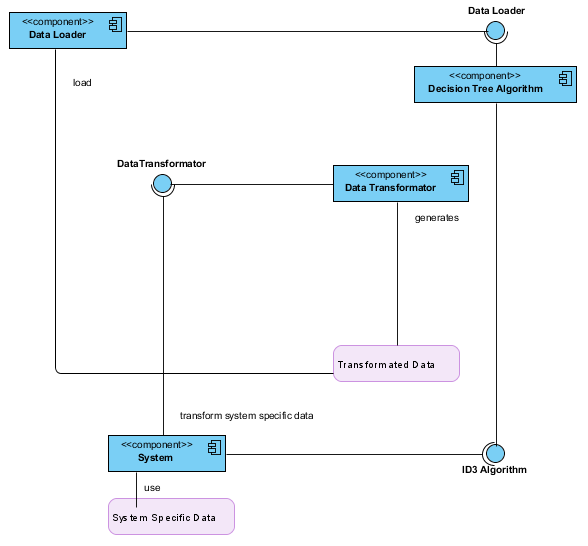 Data Loader
<<component>>
Data Loader
<<component>>
Decision Tree Algorithm
load
DataTransformator
<<component>>
Data Transformator
generates
Transformated Data
transform system specific data
<<component>>
System
ID3 Algorithm
use
System Specific Data